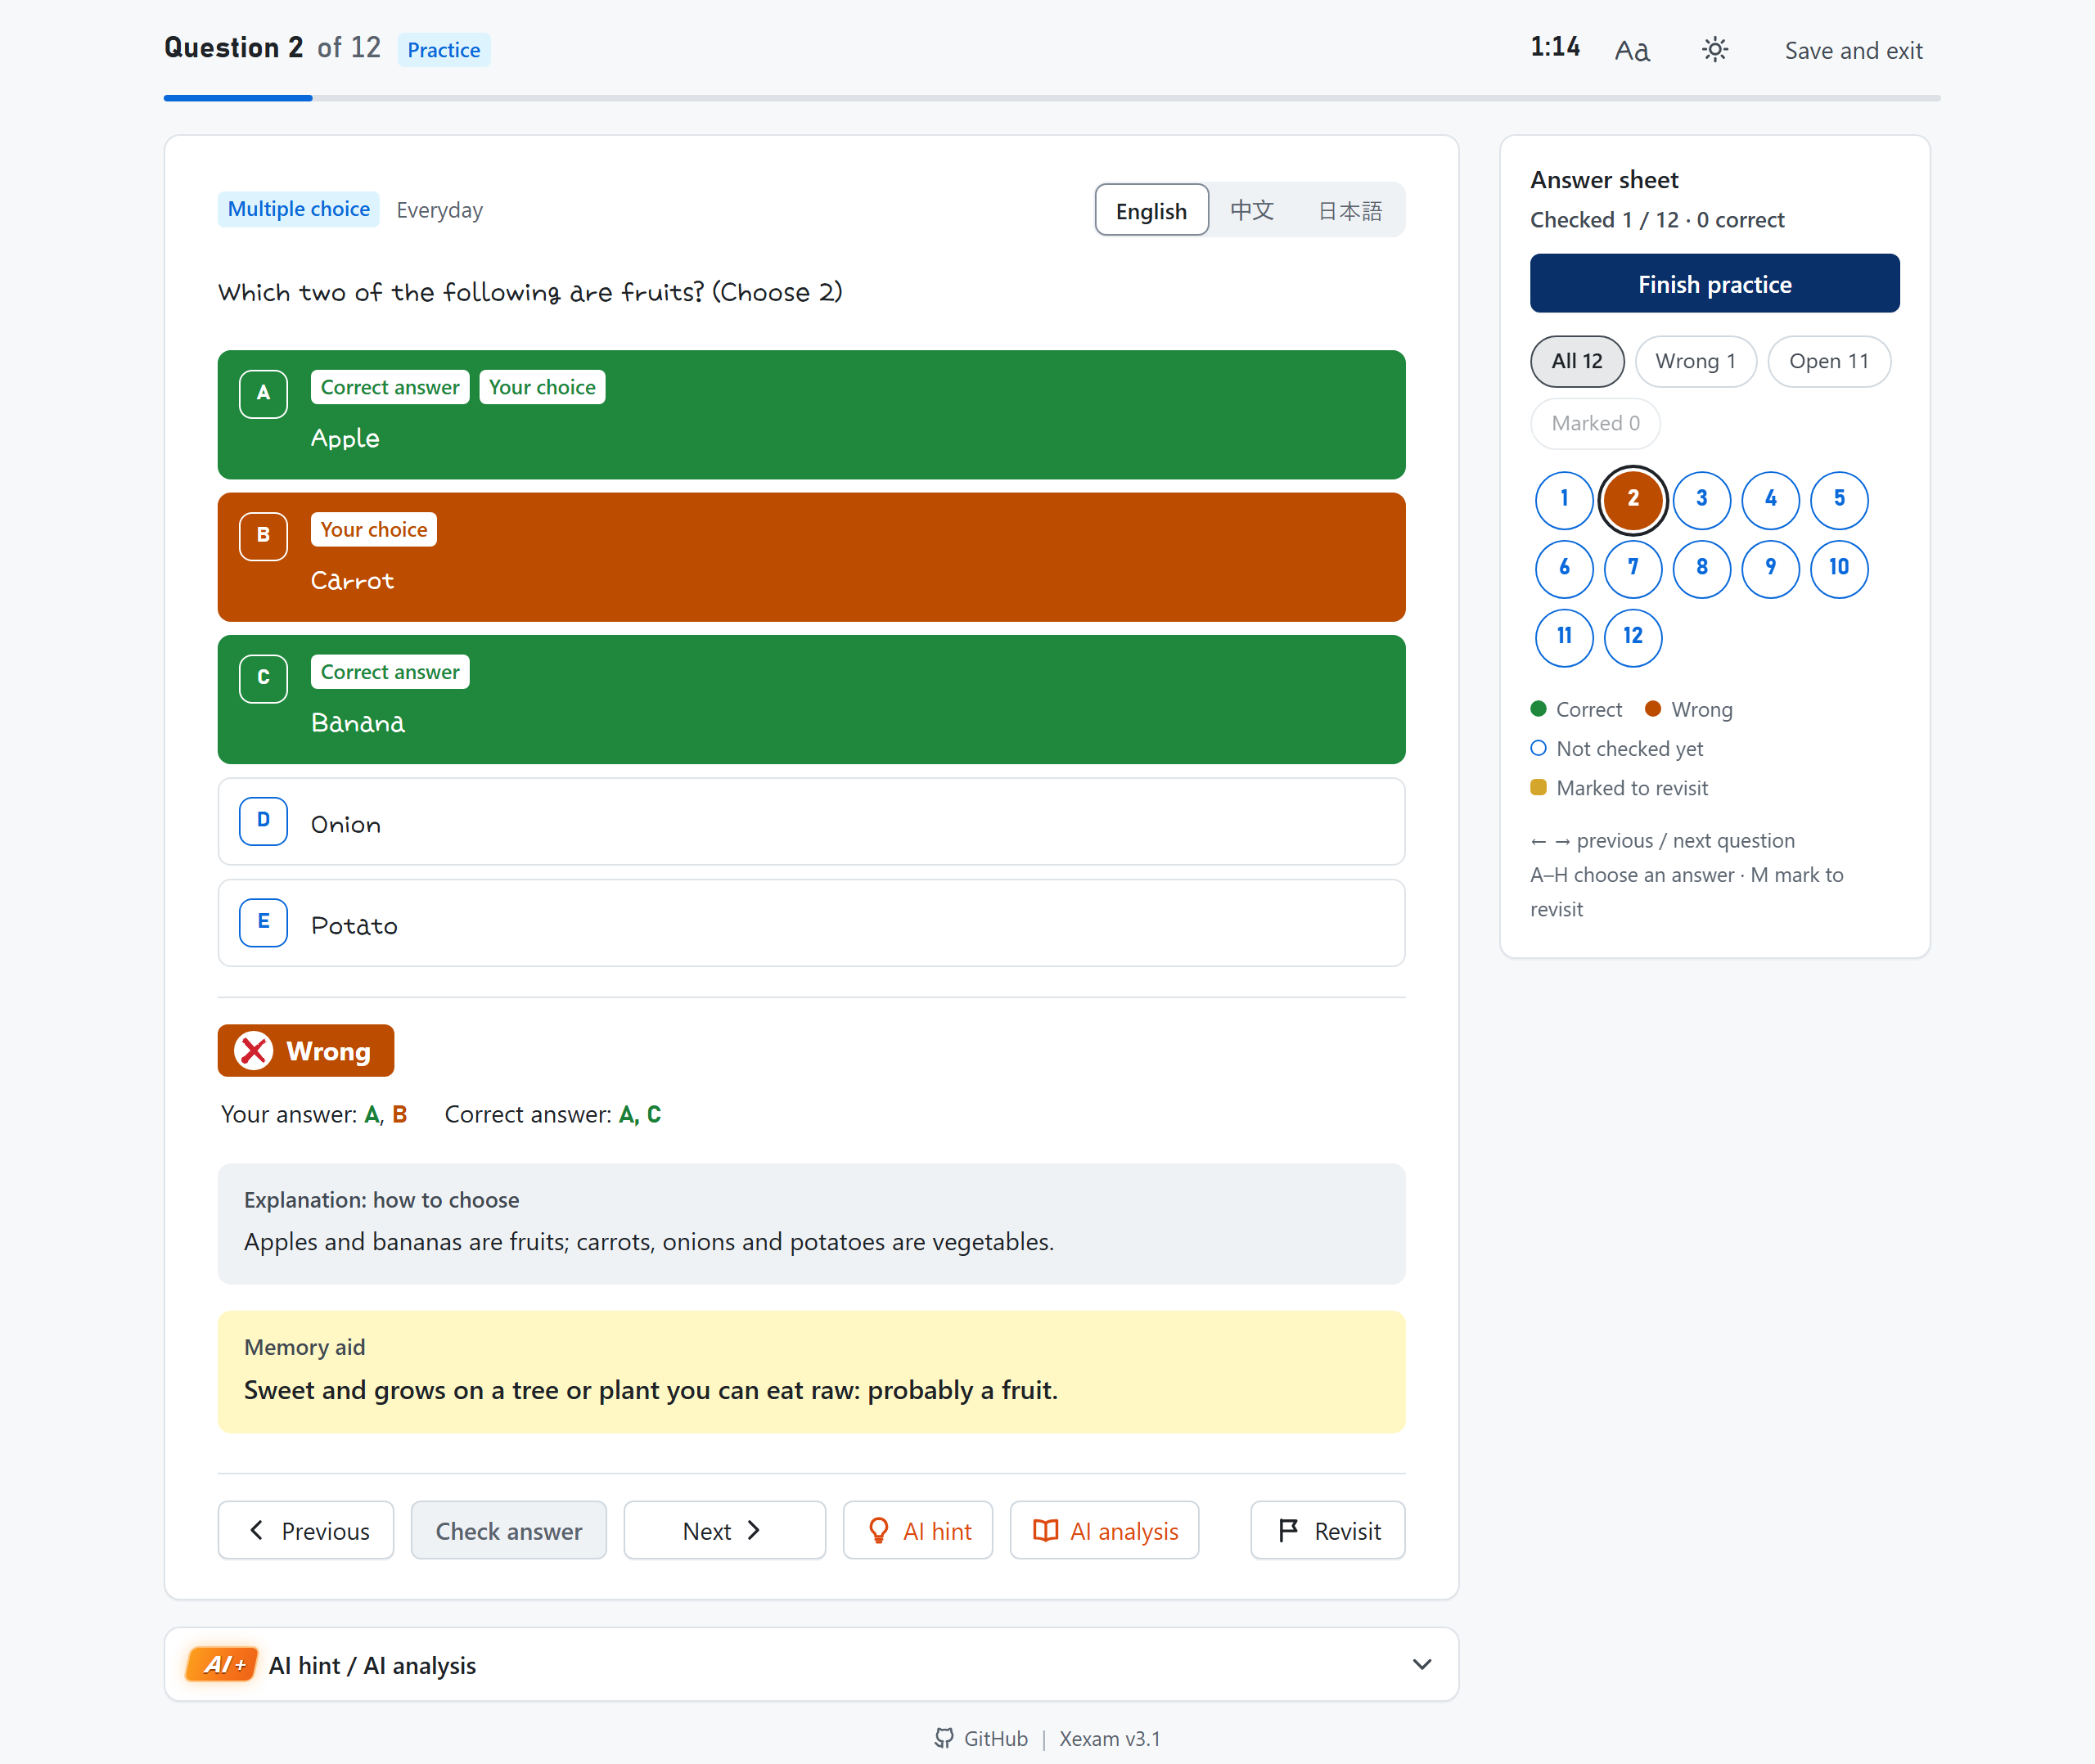 Question 2 of 12 Practice
1:14 Aa Save and exit
Multiple choice Everyday
English 中文 日本語
Which two of the following are fruits? (Choose 2)
A Correct answer Your choice
Apple
B Your choice
Carrot
C Correct answer
Banana
D Onion
E Potato
Wrong
Your answer: A, B Correct answer: A, C
Explanation: how to choose
Apples and bananas are fruits; carrots, onions and potatoes are vegetables.
Memory aid
Sweet and grows on a tree or plant you can eat raw: probably a fruit.
Previous Check answer Next AI hint AI analysis Revisit
AI+ AI hint / AI analysis
Answer sheet
Checked 1 / 12 · 0 correct
Finish practice
All 12 Wrong 1 Open 11
Marked 0
1 2 3 4 5
6 7 8 9 10
11 12
Correct Wrong
Not checked yet
Marked to revisit
← → previous / next question
A–H choose an answer · M mark to
revisit
GitHub | Xexam v3.1